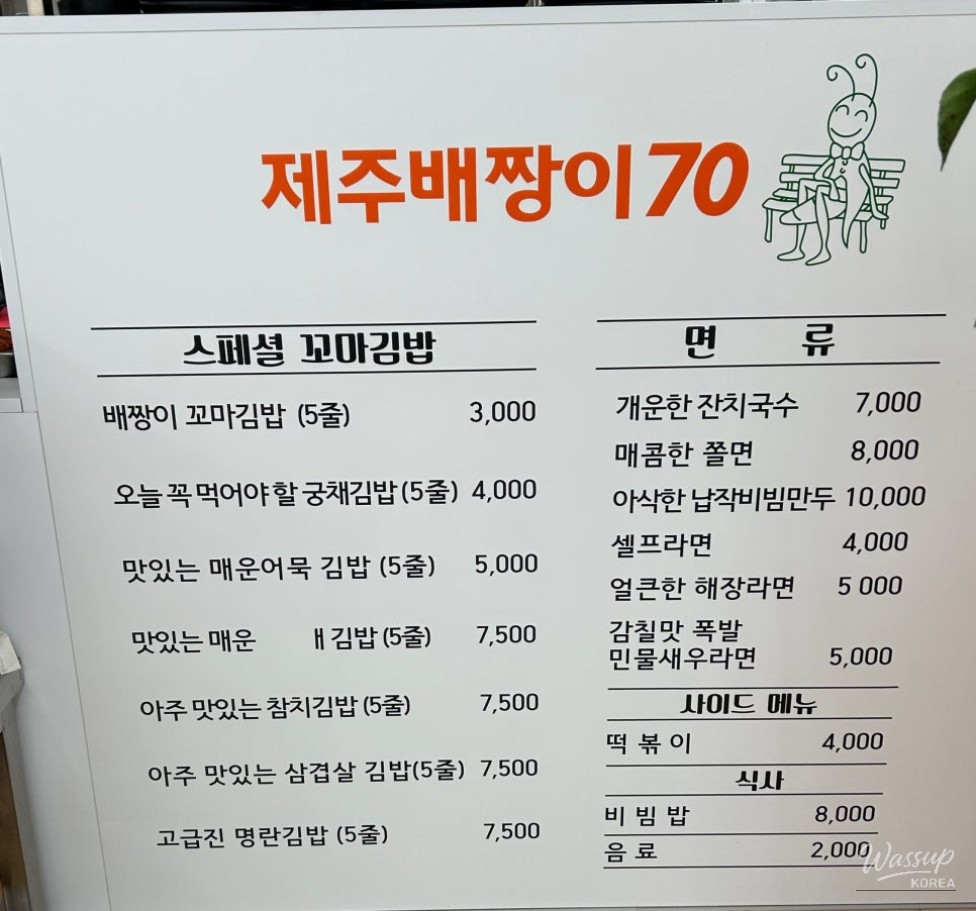 제주배짱이70
스페셜 꼬마김밥
배짱이 꼬마김밥 (5줄) 3,000
오늘 꼭 먹어야 할 궁채김밥 (5줄) 4,000
맛있는 매운어묵 김밥 (5줄) 5,000
맛있는 매운 김밥 (5줄) 7,500
아주 맛있는 참치김밥 (5줄) 7,500
아주 맛있는 삼겹살 김밥(5줄) 7,500
고급진 명란김밥 (5줄) 7,500
면 류
개운한 잔치국수 7,000
매콤한 쫄면 8,000
아삭한 납작비빔만두 10,000
셀프라면 4,000
얼큰한 해장라면 5 000
감칠맛 폭발
민물새우라면 5,000
사이드 메뉴
떡 볶 이 4,000
식사
비 빔 밥 8,000
음 료 2,000
Wassup
KOREA